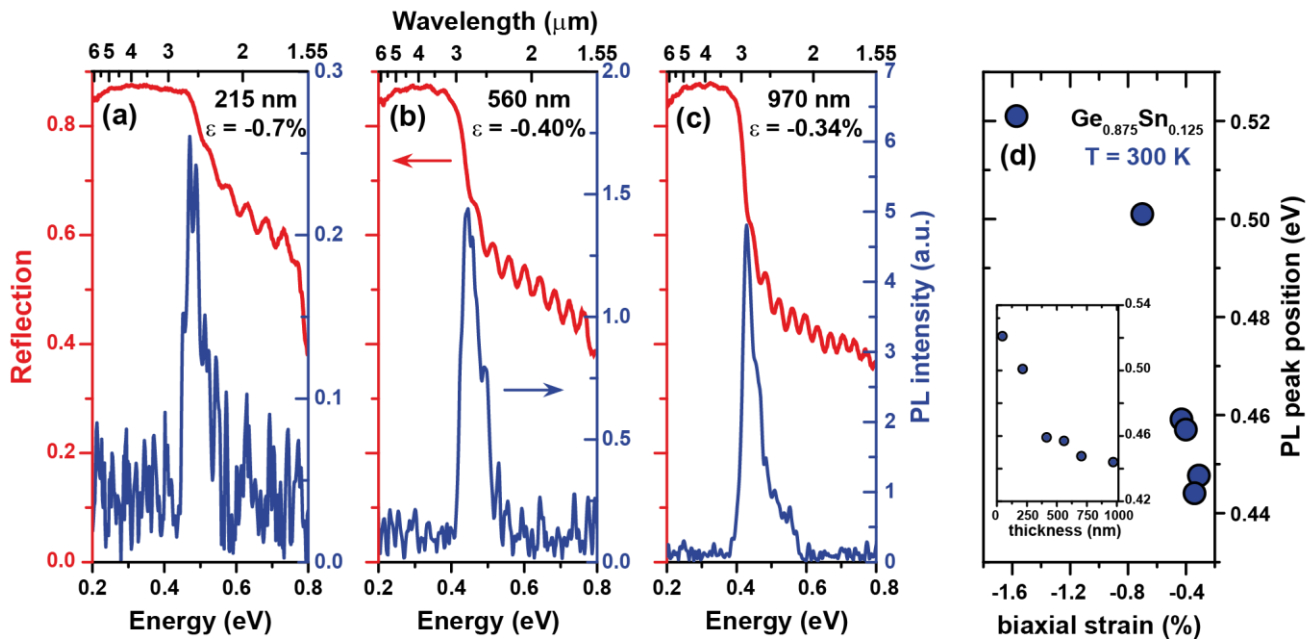 Wavelength (μm)
6 5 4 3 2 1.55
6 5 4 3 2 1.55
6 5 4 3 2 1.55
(a)
215 nm
ε = -0.7%
(b)
560 nm
ε = -0.40%
(c)
970 nm
ε = -0.34%
(d)
Ge0.875Sn0.125
T = 300 K
Reflection
0.8
0.6
0.4
0.2
0.0
0.3
0.2
0.1
0.0
2.0
1.5
1.0
0.5
0.0
7
6
5
4
3
2
1
0
PL intensity (a.u.)
0.2 0.4 0.6 0.8
Energy (eV)
0.2 0.4 0.6 0.8
Energy (eV)
0.2 0.4 0.6 0.8
Energy (eV)
0.54
0.50
0.46
0.42
0 250 500 750 1000
thickness (nm)
0.52
0.50
0.48
0.46
0.44
PL peak position (eV)
-1.6 -1.2 -0.8 -0.4
biaxial strain (%)